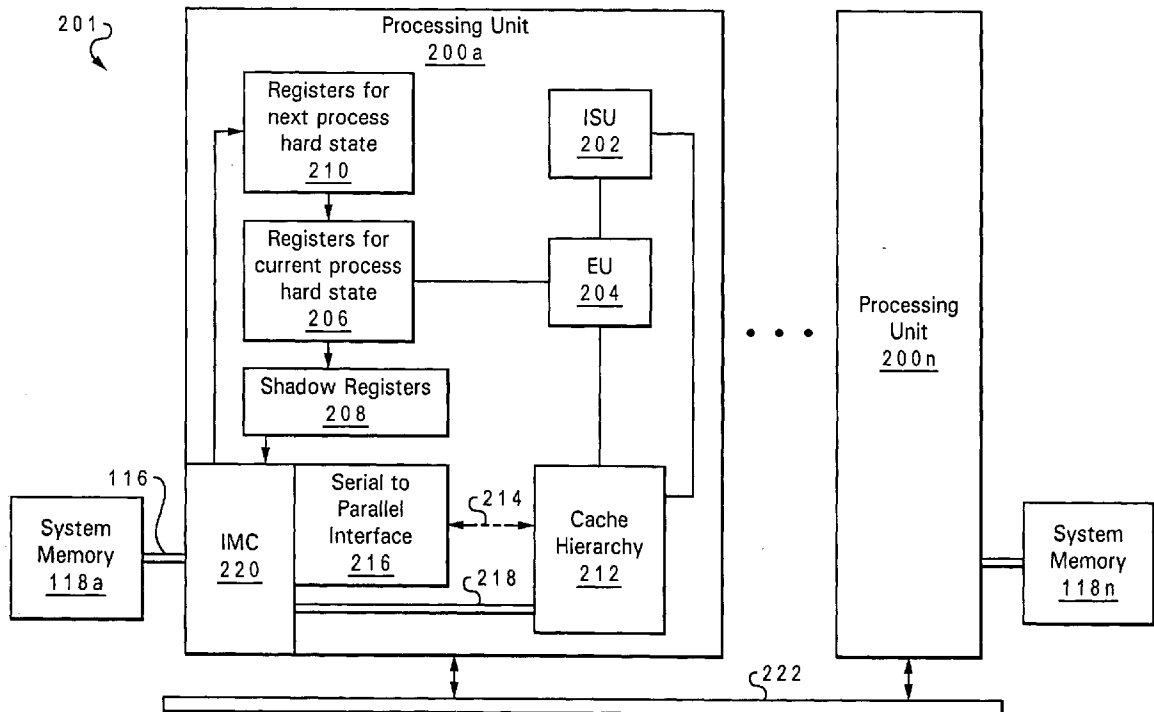 201
Processing Unit
200a
Registers for
next process
hard state
210
ISU
202
Registers for
current process
hard state
206
EU
204
Processing
Unit
200n
Shadow Registers
208
116
System
Memory
118a
IMC
220
Serial to
Parallel
Interface
216
214
218
Cache
Hierarchy
212
System
Memory
118n
222